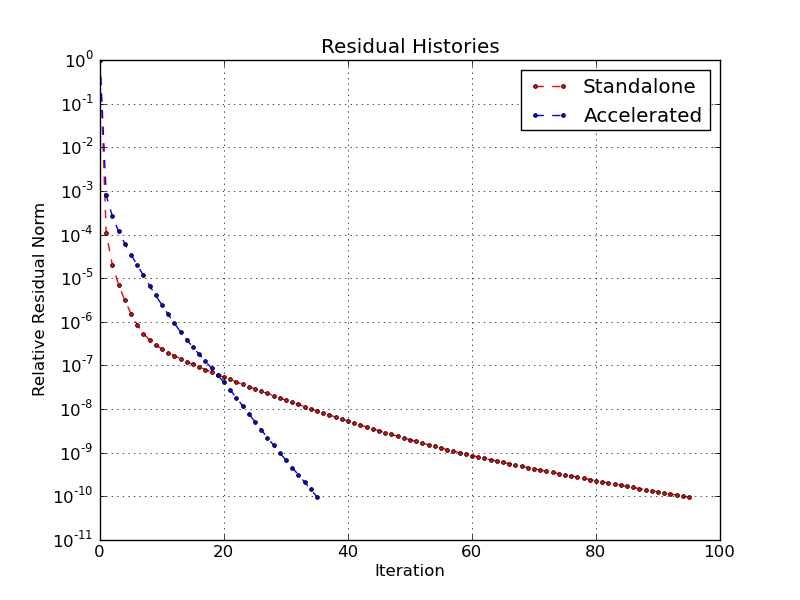 Residual Histories
Standalone
Accelerated
Relative Residual Norm
10^0
10^-1
10^-2
10^-3
10^-4
10^-5
10^-6
10^-7
10^-8
10^-9
10^-10
10^-11
0 20 40 60 80 100
Iteration